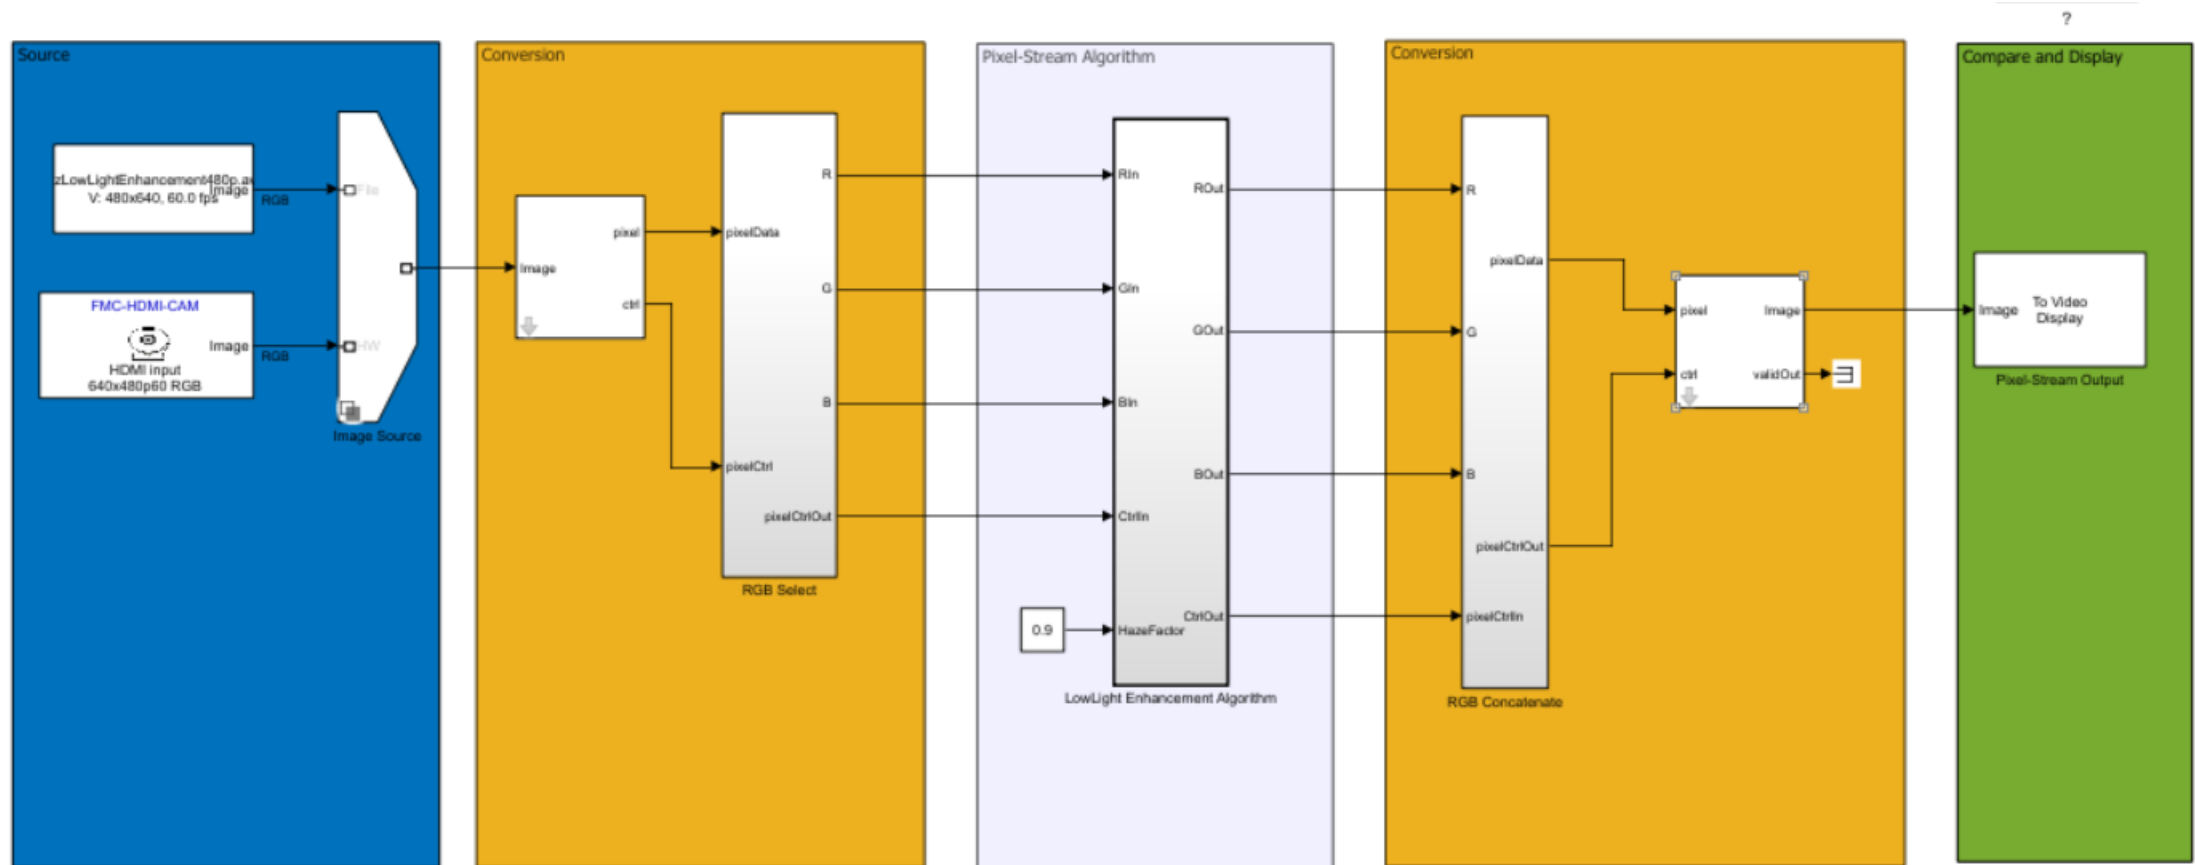 ?
Source
zLowLightEnhancement480p.av
V: 480x640, 60.0 fps
Image
RGB
File
FMC-HDMI-CAM
Image
HDMI input
640x480p60 RGB
RGB
HW
Image Source
Conversion
Image
pixel
ctrl
pixelData
pixelCtrl
R
G
B
pixelCtrlOut
RGB Select
Pixel-Stream Algorithm
RIn
GIn
BIn
CtrlIn
HazeFactor
0.9
ROut
GOut
BOut
CtrlOut
LowLight Enhancement Algorithm
Conversion
R
G
B
pixelCtrlIn
pixelData
pixelCtrlOut
RGB Concatenate
pixel
ctrl
Image
validOut
Compare and Display
Image
To Video
Display
Pixel-Stream Output